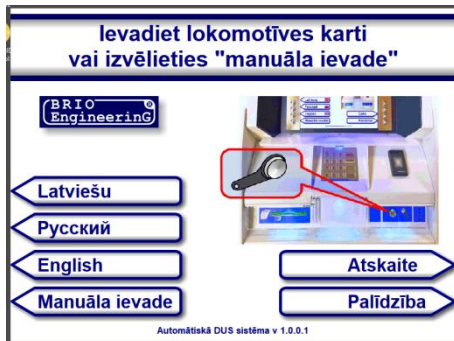 Ievadiet lokomotīves karti
vai izvēlieties "manuāla ievade"
BRIO
EngineerinG
Latviešu
Русский
English
Manuāla ievade
Atskaite
Palīdzība
Automātiskā DUS sistēma v 1.0.0.1